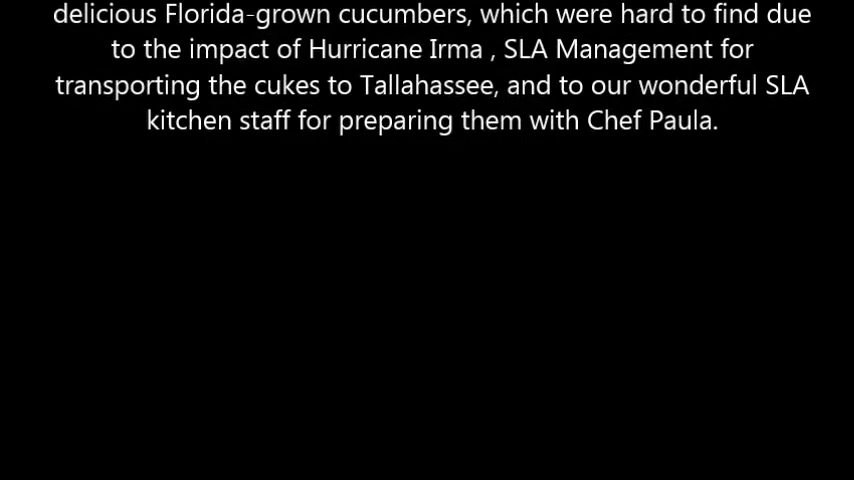 delicious Florida-grown cucumbers, which were hard to find due
to the impact of Hurricane Irma , SLA Management for
transporting the cukes to Tallahassee, and to our wonderful SLA
kitchen staff for preparing them with Chef Paula.